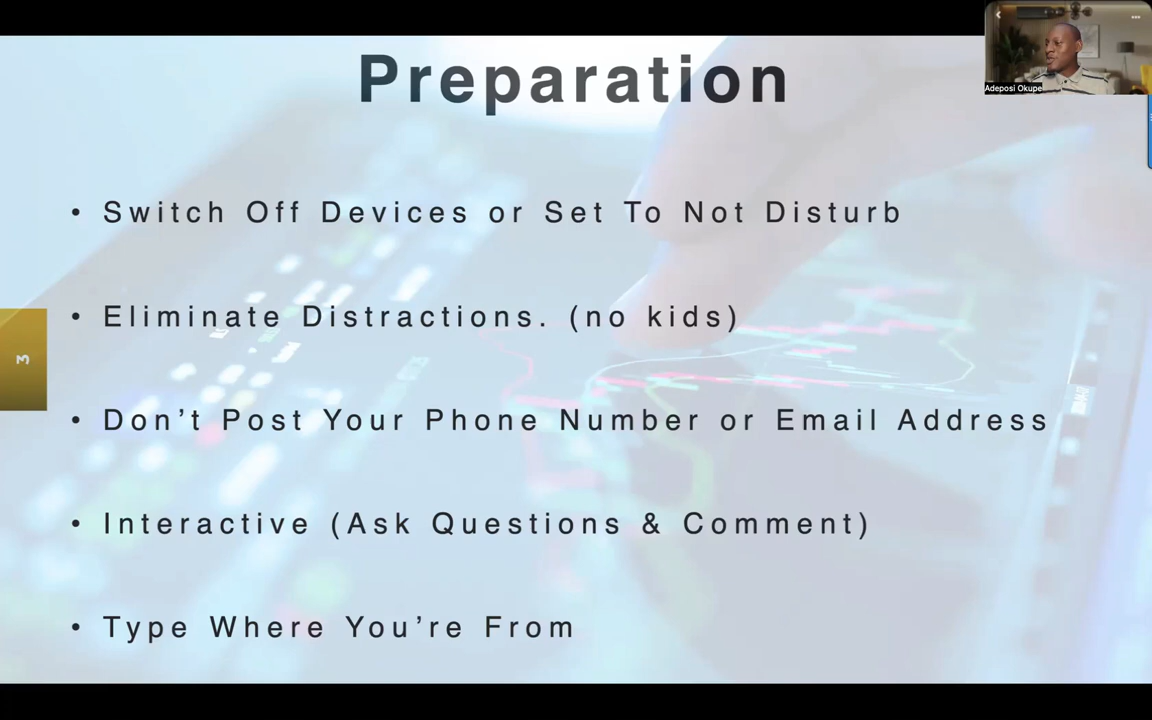 Preparation
Adeposi Okupe
• Switch Off Devices or Set To Not Disturb
• Eliminate Distractions. (no kids)
3
• Don’t Post Your Phone Number or Email Address
• Interactive (Ask Questions & Comment)
• Type Where You’re From